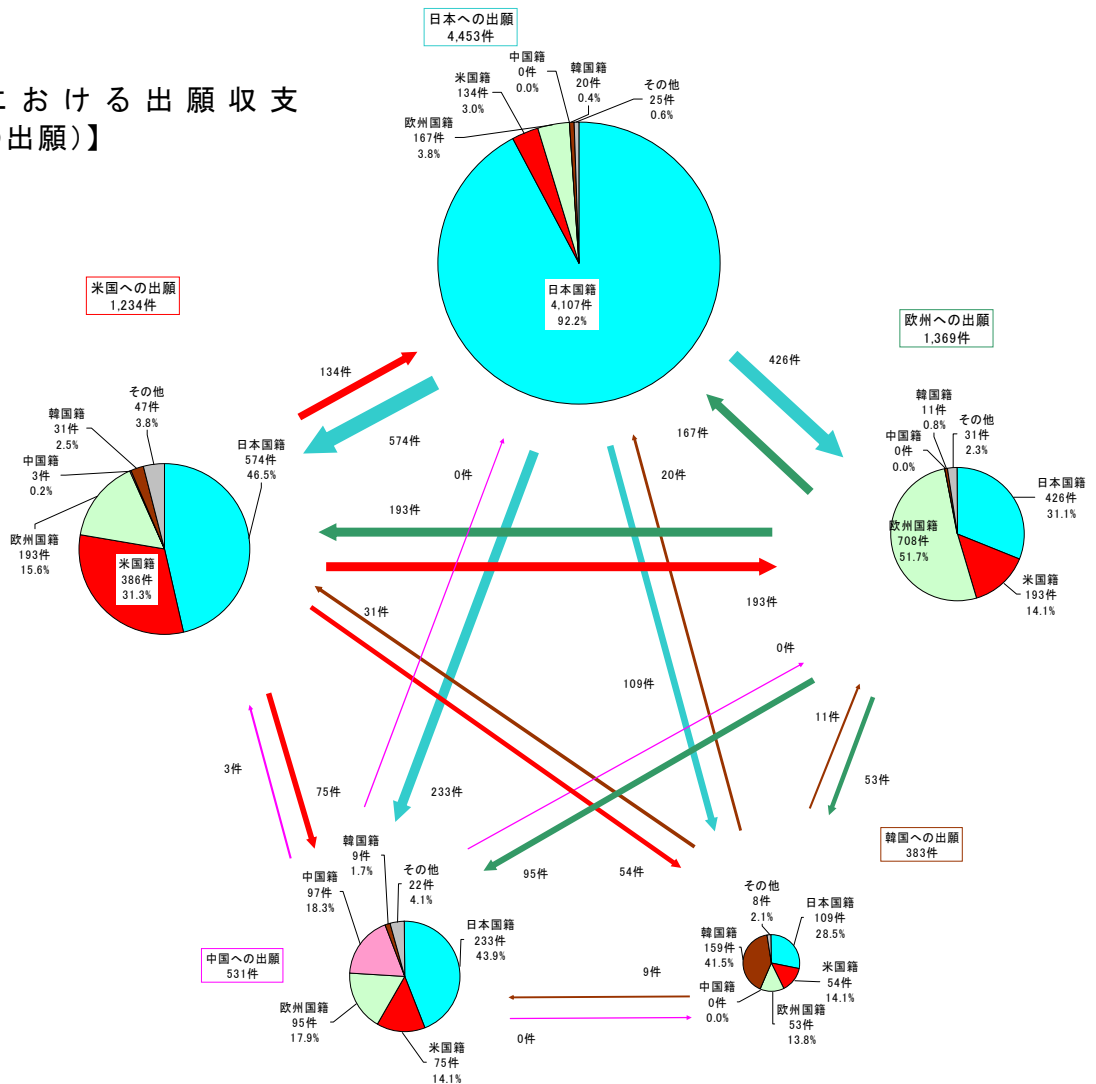 における出願収支
出願)】
日本への出願
4,453件
中国籍
0件
0.0%
韓国籍
20件
0.4%
米国籍
134件
3.0%
その他
25件
0.6%
欧州国籍
167件
3.8%
日本国籍
4,107件
92.2%
米国への出願
1,234件
欧州への出願
1,369件
134件
426件
574件
167件
0件
20件
その他
47件
3.8%
韓国籍
31件
2.5%
中国籍
3件
0.2%
日本国籍
574件
46.5%
欧州国籍
193件
15.6%
米国籍
386件
31.3%
韓国籍
11件
0.8%
その他
31件
2.3%
中国籍
0件
0.0%
日本国籍
426件
31.1%
欧州国籍
708件
51.7%
米国籍
193件
14.1%
193件
193件
31件
0件
109件
11件
3件
75件
233件
53件
95件
54件
韓国への出願
383件
韓国籍
9件
1.7%
その他
22件
4.1%
中国籍
97件
18.3%
日本国籍
233件
43.9%
中国への出願
531件
欧州国籍
95件
17.9%
米国籍
75件
14.1%
その他
8件
2.1%
日本国籍
109件
28.5%
韓国籍
159件
41.5%
米国籍
54件
14.1%
中国籍
0件
0.0%
欧州国籍
53件
13.8%
9件
0件